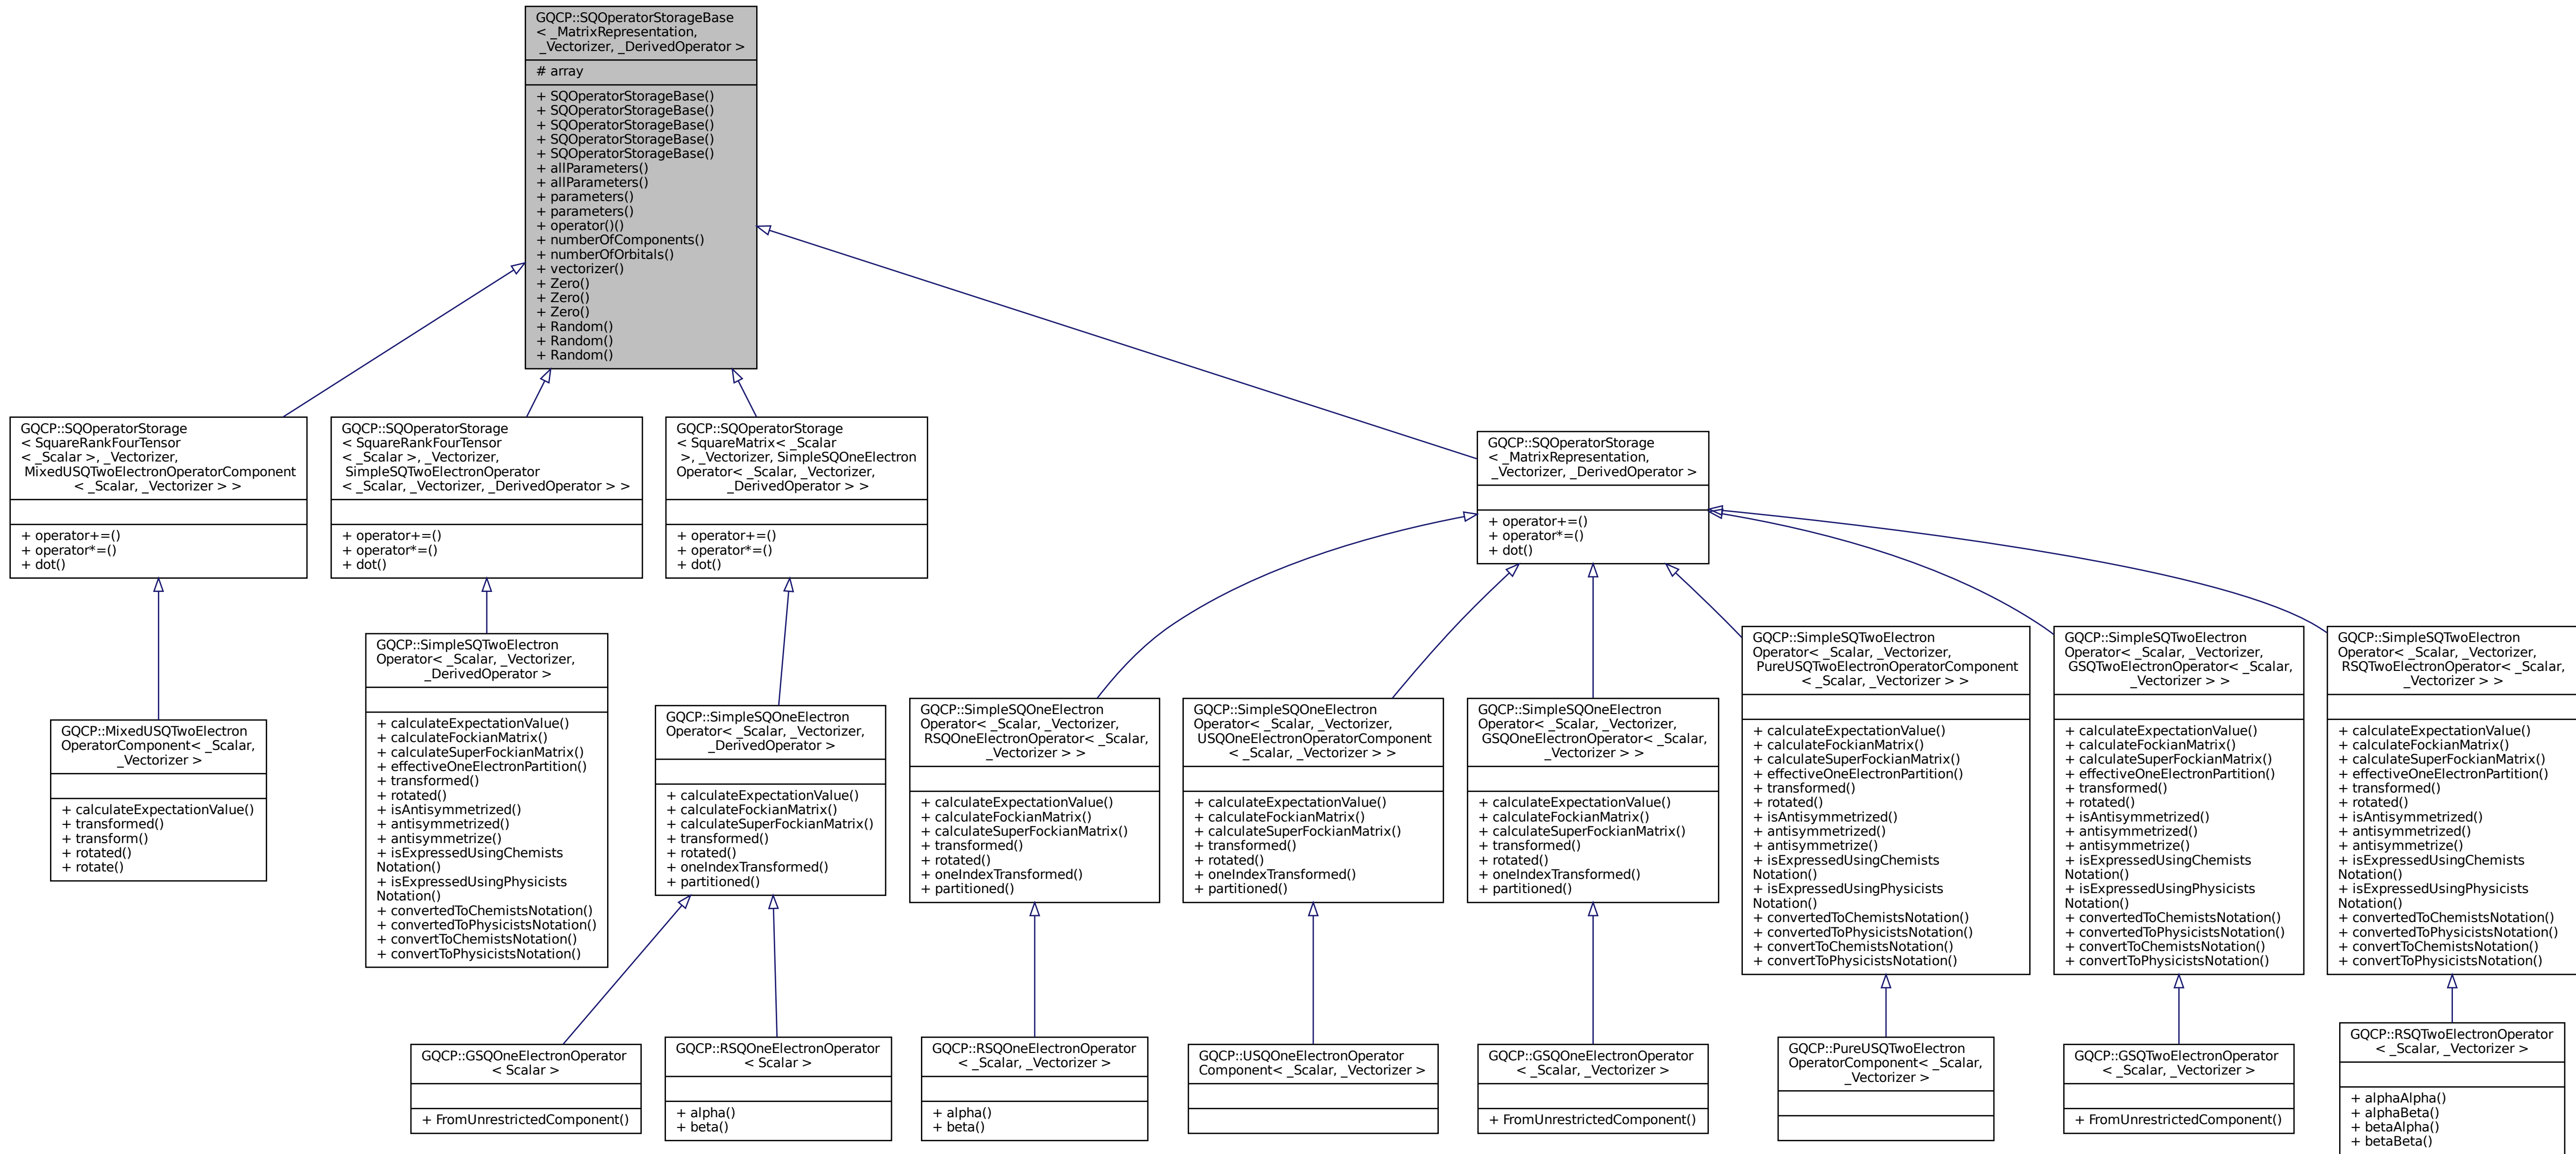 GQCP::SQOperatorStorageBase
< _MatrixRepresentation,
_Vectorizer, _DerivedOperator >
# array
+ SQOperatorStorageBase()
+ SQOperatorStorageBase()
+ SQOperatorStorageBase()
+ SQOperatorStorageBase()
+ SQOperatorStorageBase()
+ allParameters()
+ allParameters()
+ parameters()
+ parameters()
+ operator()()
+ numberOfComponents()
+ numberOfOrbitals()
+ vectorizer()
+ Zero()
+ Zero()
+ Zero()
+ Random()
+ Random()
+ Random()
GQCP::SQOperatorStorage
< SquareRankFourTensor
< _Scalar >, _Vectorizer,
MixedUSQTwoElectronOperatorComponent
< _Scalar, _Vectorizer > >
+ operator+=()
+ operator*=()
+ dot()
GQCP::SQOperatorStorage
< SquareRankFourTensor
< _Scalar >, _Vectorizer,
SimpleSQTwoElectronOperator
< _Scalar, _Vectorizer, _DerivedOperator > >
+ operator+=()
+ operator*=()
+ dot()
GQCP::SQOperatorStorage
< SquareMatrix< _Scalar
>, _Vectorizer, SimpleSQOneElectron
Operator< _Scalar, _Vectorizer,
_DerivedOperator > >
+ operator+=()
+ operator*=()
+ dot()
GQCP::SQOperatorStorage
< _MatrixRepresentation,
_Vectorizer, _DerivedOperator >
+ operator+=()
+ operator*=()
+ dot()
GQCP::MixedUSQTwoElectron
OperatorComponent< _Scalar,
_Vectorizer >
+ calculateExpectationValue()
+ transformed()
+ transform()
+ rotated()
+ rotate()
GQCP::SimpleSQTwoElectron
Operator< _Scalar, _Vectorizer,
_DerivedOperator >
+ calculateExpectationValue()
+ calculateFockianMatrix()
+ calculateSuperFockianMatrix()
+ effectiveOneElectronPartition()
+ transformed()
+ rotated()
+ isAntisymmetrized()
+ antisymmetrized()
+ antisymmetrize()
+ isExpressedUsingChemists
Notation()
+ isExpressedUsingPhysicists
Notation()
+ convertedToChemistsNotation()
+ convertedToPhysicistsNotation()
+ convertToChemistsNotation()
+ convertToPhysicistsNotation()
GQCP::SimpleSQOneElectron
Operator< _Scalar, _Vectorizer,
_DerivedOperator >
+ calculateExpectationValue()
+ calculateFockianMatrix()
+ calculateSuperFockianMatrix()
+ transformed()
+ rotated()
+ oneIndexTransformed()
+ partitioned()
GQCP::SimpleSQOneElectron
Operator< _Scalar, _Vectorizer,
RSQOneElectronOperator< _Scalar,
_Vectorizer > >
+ calculateExpectationValue()
+ calculateFockianMatrix()
+ calculateSuperFockianMatrix()
+ transformed()
+ rotated()
+ oneIndexTransformed()
+ partitioned()
GQCP::SimpleSQOneElectron
Operator< _Scalar, _Vectorizer,
USQOneElectronOperatorComponent
< _Scalar, _Vectorizer > >
+ calculateExpectationValue()
+ calculateFockianMatrix()
+ calculateSuperFockianMatrix()
+ transformed()
+ rotated()
+ oneIndexTransformed()
+ partitioned()
GQCP::SimpleSQOneElectron
Operator< _Scalar, _Vectorizer,
GSQOneElectronOperator< _Scalar,
_Vectorizer > >
+ calculateExpectationValue()
+ calculateFockianMatrix()
+ calculateSuperFockianMatrix()
+ transformed()
+ rotated()
+ oneIndexTransformed()
+ partitioned()
GQCP::SimpleSQTwoElectron
Operator< _Scalar, _Vectorizer,
PureUSQTwoElectronOperatorComponent
< _Scalar, _Vectorizer > >
+ calculateExpectationValue()
+ calculateFockianMatrix()
+ calculateSuperFockianMatrix()
+ effectiveOneElectronPartition()
+ transformed()
+ rotated()
+ isAntisymmetrized()
+ antisymmetrized()
+ antisymmetrize()
+ isExpressedUsingChemists
Notation()
+ isExpressedUsingPhysicists
Notation()
+ convertedToChemistsNotation()
+ convertedToPhysicistsNotation()
+ convertToChemistsNotation()
+ convertToPhysicistsNotation()
GQCP::SimpleSQTwoElectron
Operator< _Scalar, _Vectorizer,
GSQTwoElectronOperator< _Scalar,
_Vectorizer > >
+ calculateExpectationValue()
+ calculateFockianMatrix()
+ calculateSuperFockianMatrix()
+ effectiveOneElectronPartition()
+ transformed()
+ rotated()
+ isAntisymmetrized()
+ antisymmetrized()
+ antisymmetrize()
+ isExpressedUsingChemists
Notation()
+ isExpressedUsingPhysicists
Notation()
+ convertedToChemistsNotation()
+ convertedToPhysicistsNotation()
+ convertToChemistsNotation()
+ convertToPhysicistsNotation()
GQCP::SimpleSQTwoElectron
Operator< _Scalar, _Vectorizer,
RSQTwoElectronOperator< _Scalar,
_Vectorizer > >
+ calculateExpectationValue()
+ calculateFockianMatrix()
+ calculateSuperFockianMatrix()
+ effectiveOneElectronPartition()
+ transformed()
+ rotated()
+ isAntisymmetrized()
+ antisymmetrized()
+ antisymmetrize()
+ isExpressedUsingChemists
Notation()
+ isExpressedUsingPhysicists
Notation()
+ convertedToChemistsNotation()
+ convertedToPhysicistsNotation()
+ convertToChemistsNotation()
+ convertToPhysicistsNotation()
GQCP::GSQOneElectronOperator
< Scalar >
+ FromUnrestrictedComponent()
GQCP::RSQOneElectronOperator
< Scalar >
+ alpha()
+ beta()
GQCP::RSQOneElectronOperator
< _Scalar, _Vectorizer >
+ alpha()
+ beta()
GQCP::USQOneElectronOperator
Component< _Scalar, _Vectorizer >
GQCP::GSQOneElectronOperator
< _Scalar, _Vectorizer >
+ FromUnrestrictedComponent()
GQCP::PureUSQTwoElectron
OperatorComponent< _Scalar,
_Vectorizer >
GQCP::GSQTwoElectronOperator
< _Scalar, _Vectorizer >
+ FromUnrestrictedComponent()
GQCP::RSQTwoElectronOperator
< _Scalar, _Vectorizer >
+ alphaAlpha()
+ alphaBeta()
+ betaAlpha()
+ betaBeta()